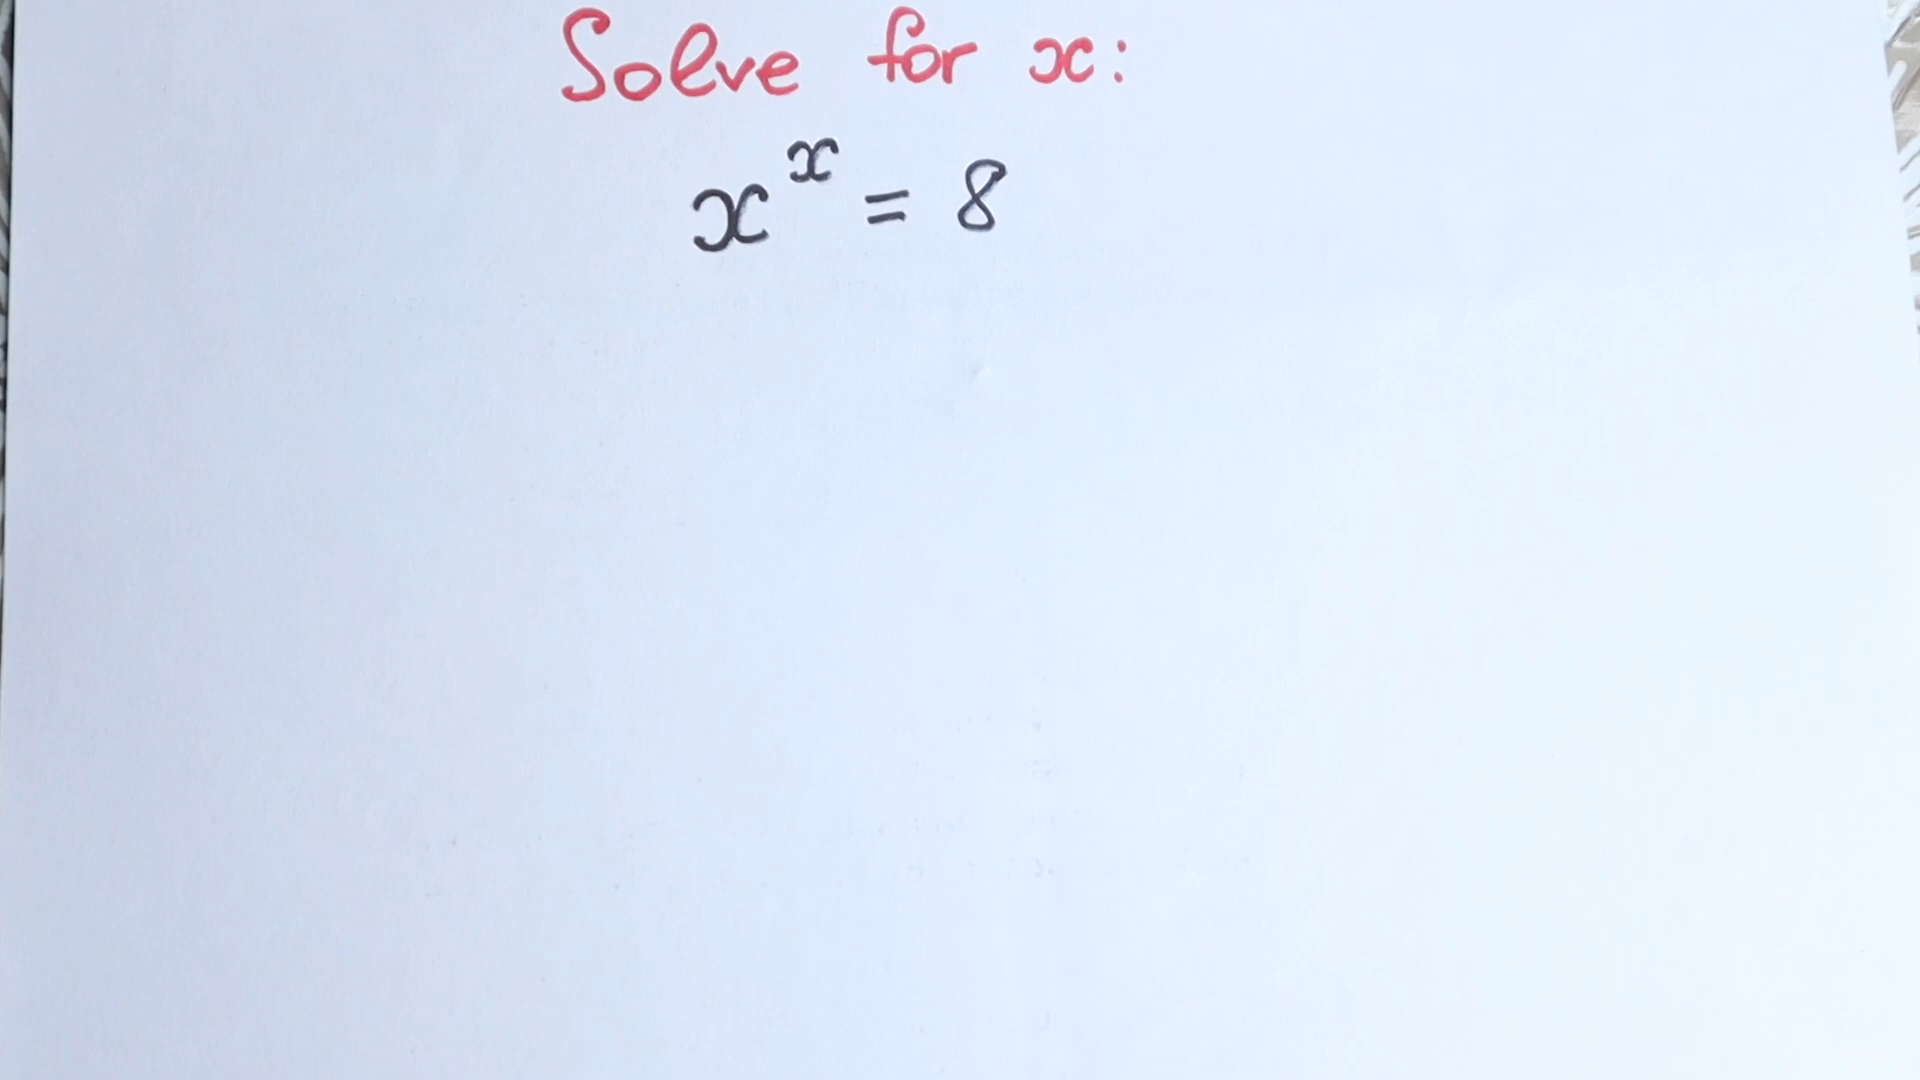 Solve for x:
x^x = 8